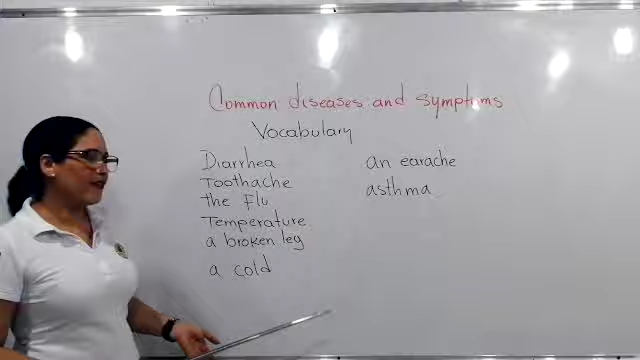 Common diseases and symptoms
Vocabulary
Diarrhea
Toothache
the Flu
Temperature
a broken leg
a cold
an earache
asthma